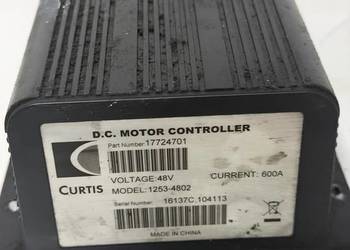 D.C. MOTOR CONTROLLER
Part Number: 17724701
VOLTAGE: 48V CURRENT: 600A
CURTIS MODEL: 1253-4802
Serial Number: 16137C,104113
MADE IN CHINA